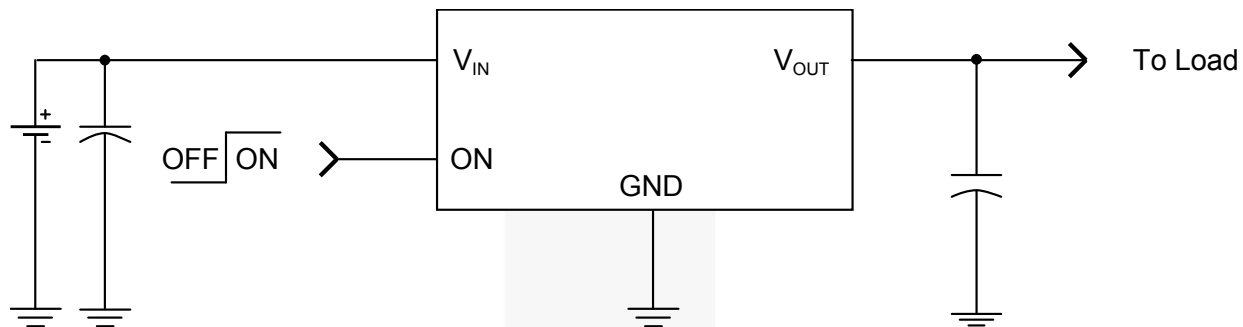 V_IN
V_OUT
To Load
+
-
OFF ON
ON
GND